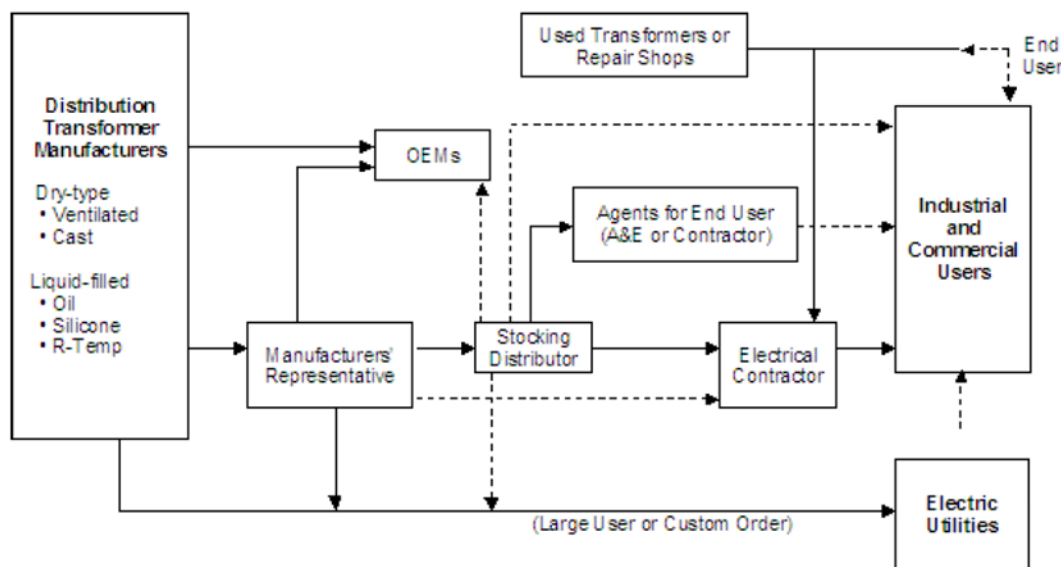 Distribution
Transformer
Manufacturers
Dry-type
• Ventilated
• Cast
Liquid-filled
• Oil
• Silicone
• R-Temp
Used Transformers or
Repair Shops
End
User
OEMs
Agents for End User
(A&E or Contractor)
Industrial
and
Commercial
Users
Manufacturers'
Representative
Stocking
Distributor
Electrical
Contractor
(Large User or Custom Order)
Electric
Utilities